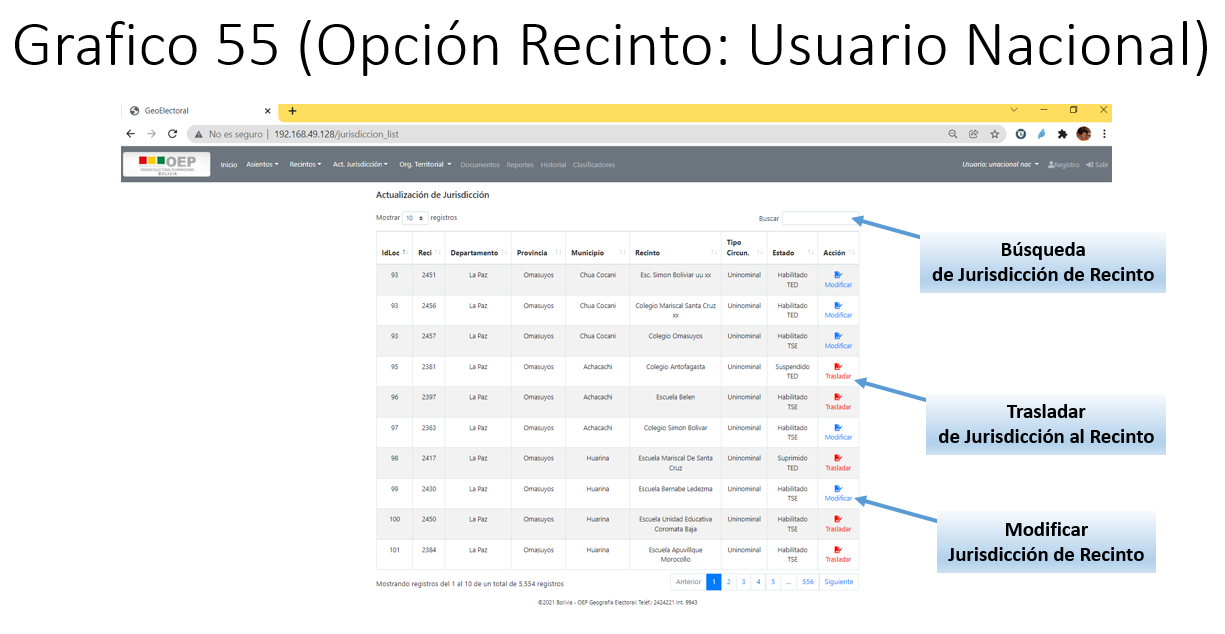 Grafico 55 (Opción Recinto: Usuario Nacional)
GeoElectoral
No es seguro | 192.168.49.128/jurisdiccion_list
OEP
BOLIVIA
Inicio Asientos Recintos Act. Jurisdicción Org. Territorial Documentos Reportes Historial Clasificadores
Usuario: unacional nac Registro Salir
Actualización de Jurisdicción
Mostrar 10 registros
Buscar
IdLoc Reci Departamento Provincia Municipio Recinto Tipo Circun. Estado Acción
93 2451 La Paz Omasuyos Chua Cocani Esc. Simon Boliviar uu xx Uninominal Habilitado TED Modificar
93 2456 La Paz Omasuyos Chua Cocani Colegio Mariscal Santa Cruz xx Uninominal Habilitado TED Modificar
93 2457 La Paz Omasuyos Chua Cocani Colegio Omasuyos Uninominal Habilitado TSE Modificar
95 2381 La Paz Omasuyos Achacachi Colegio Antofagasta Uninominal Suspendido TED Trasladar
96 2397 La Paz Omasuyos Achacachi Escuela Belen Uninominal Habilitado TSE Trasladar
97 2363 La Paz Omasuyos Achacachi Colegio Simon Bolivar Uninominal Habilitado TSE Modificar
98 2417 La Paz Omasuyos Huarina Escuela Mariscal De Santa Cruz Uninominal Suprimido TED Trasladar
99 2430 La Paz Omasuyos Huarina Escuela Bernabe Ledezma Uninominal Habilitado TSE Modificar
100 2450 La Paz Omasuyos Huarina Escuela Unidad Educativa Coromata Baja Uninominal Habilitado TSE Trasladar
101 2384 La Paz Omasuyos Huarina Escuela Apuvillque Morocollo Uninominal Habilitado TSE Trasladar
Mostrando registros del 1 al 10 de un total de 5,554 registros
Anterior 1 2 3 4 5 ... 556 Siguiente
©2021 Bolivia - OEP Geografía Electoral Teléf.: 2424221 Int. 9943
Búsqueda
de Jurisdicción de Recinto
Trasladar
de Jurisdicción al Recinto
Modificar
Jurisdicción de Recinto